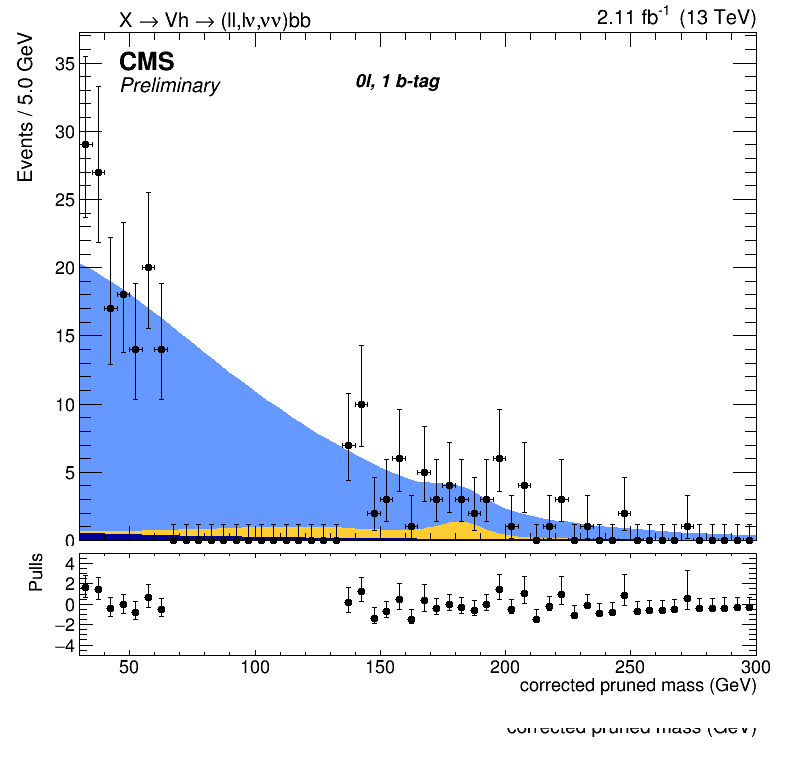 X → Vh → (ll,lν,νν)bb
2.11 fb-1 (13 TeV)
CMS
Preliminary
0l, 1 b-tag
Events / 5.0 GeV
35
30
25
20
15
10
5
0
Pulls
4
2
0
−2
−4
50 100 150 200 250 300
corrected pruned mass (GeV)
corrected pruned mass (GeV)